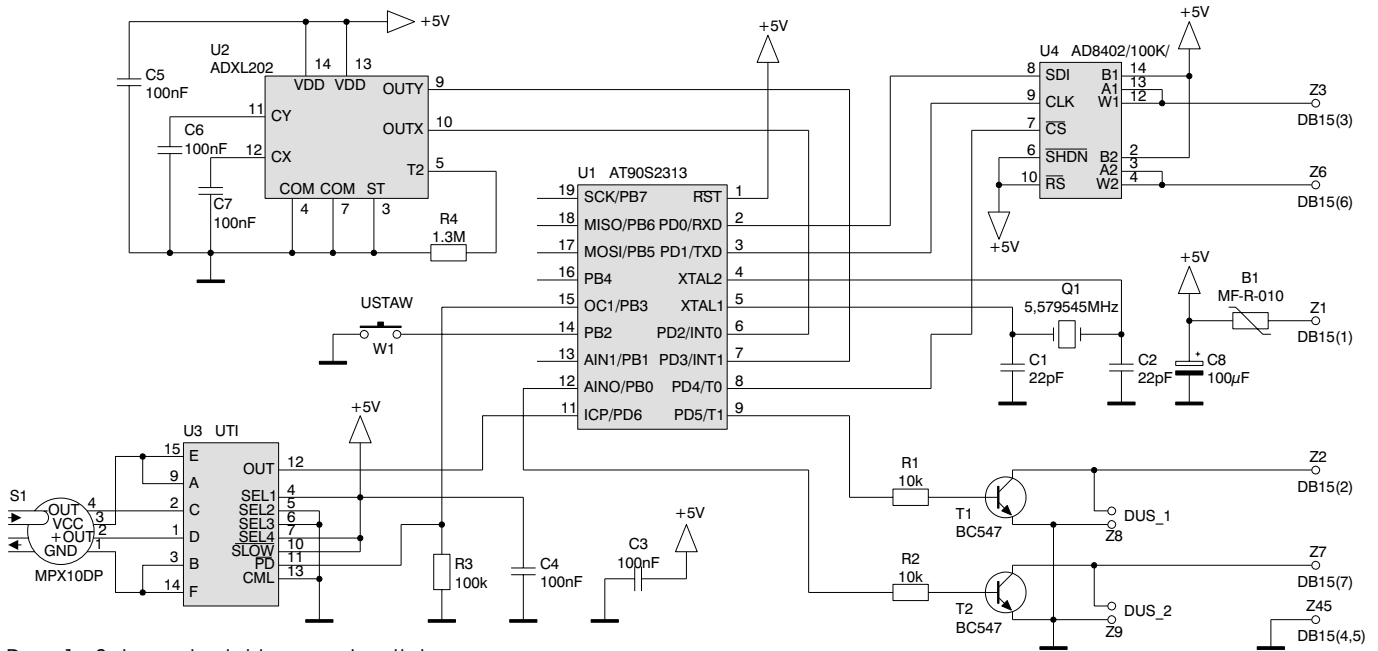 +5V
U2
ADXL202
C5
100nF
14
13
VDD
VDD
OUTY
9
11
CY
OUTX
10
C6
100nF
12
CX
T2
5
C7
100nF
COM
COM
ST
4
7
3
R4
1.3M
+5V
U1 AT90S2313
19
SCK/PB7
RST
1
18
MISO/PB6
PD0/RXD
2
17
MOSI/PB5
PD1/TXD
3
16
PB4
XTAL2
4
15
OC1/PB3
XTAL1
5
14
PB2
PD2/INT0
6
13
AIN1/PB1
PD3/INT1
7
12
AINO/PB0
PD4/T0
8
11
ICP/PD6
PD5/T1
9
USTAW
W1
+5V
U4 AD8402/100K/
8
SDI
B1
14
A1
13
9
CLK
W1
12
7
CS
6
SHDN
B2
2
A2
3
10
RS
W2
4
+5V
Z3
DB15(3)
Z6
DB15(6)
Q1
5,579545MHz
C1
22pF
C2
22pF
+5V
C8
+
100µF
B1
MF-R-010
Z1
DB15(1)
U3 UTI
+5V
15
E
OUT
12
9
A
SEL1
4
2
C
SEL2
5
SEL3
6
1
D
SEL4
7
SLOW
10
3
B
PD
11
CML
13
14
F
S1
OUT
4
VCC
3
+OUT
2
GND
1
MPX10DP
R3
100k
C4
100nF
C3
100nF
+5V
R1
10k
T1
BC547
Z2
DB15(2)
DUS_1
Z8
R2
10k
T2
BC547
Z7
DB15(7)
DUS_2
Z9
Z45
DB15(4,5)